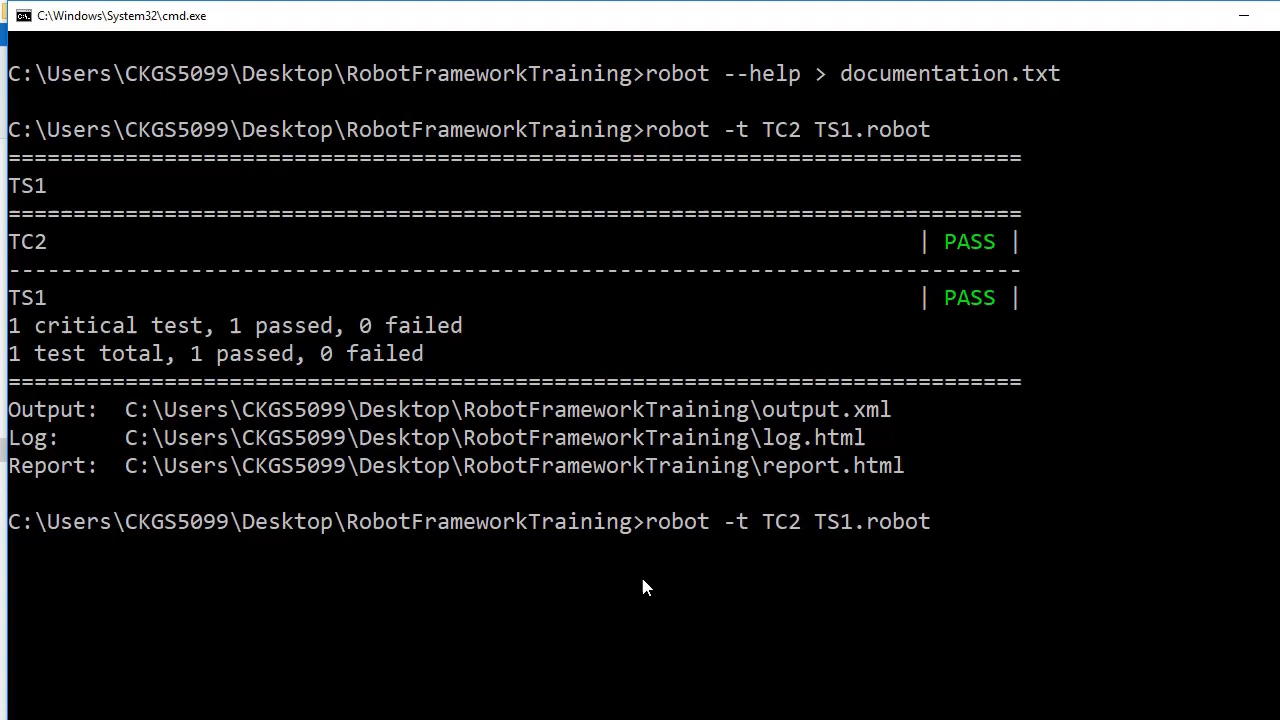 C:\Windows\System32\cmd.exe
C:\Users\CKGS5099\Desktop\RobotFrameworkTraining>robot --help > documentation.txt
C:\Users\CKGS5099\Desktop\RobotFrameworkTraining>robot -t TC2 TS1.robot
==============================================================================
TS1
==============================================================================
TC2 | PASS |
------------------------------------------------------------------------------
TS1 | PASS |
1 critical test, 1 passed, 0 failed
1 test total, 1 passed, 0 failed
==============================================================================
Output: C:\Users\CKGS5099\Desktop\RobotFrameworkTraining\output.xml
Log: C:\Users\CKGS5099\Desktop\RobotFrameworkTraining\log.html
Report: C:\Users\CKGS5099\Desktop\RobotFrameworkTraining\report.html
C:\Users\CKGS5099\Desktop\RobotFrameworkTraining>robot -t TC2 TS1.robot